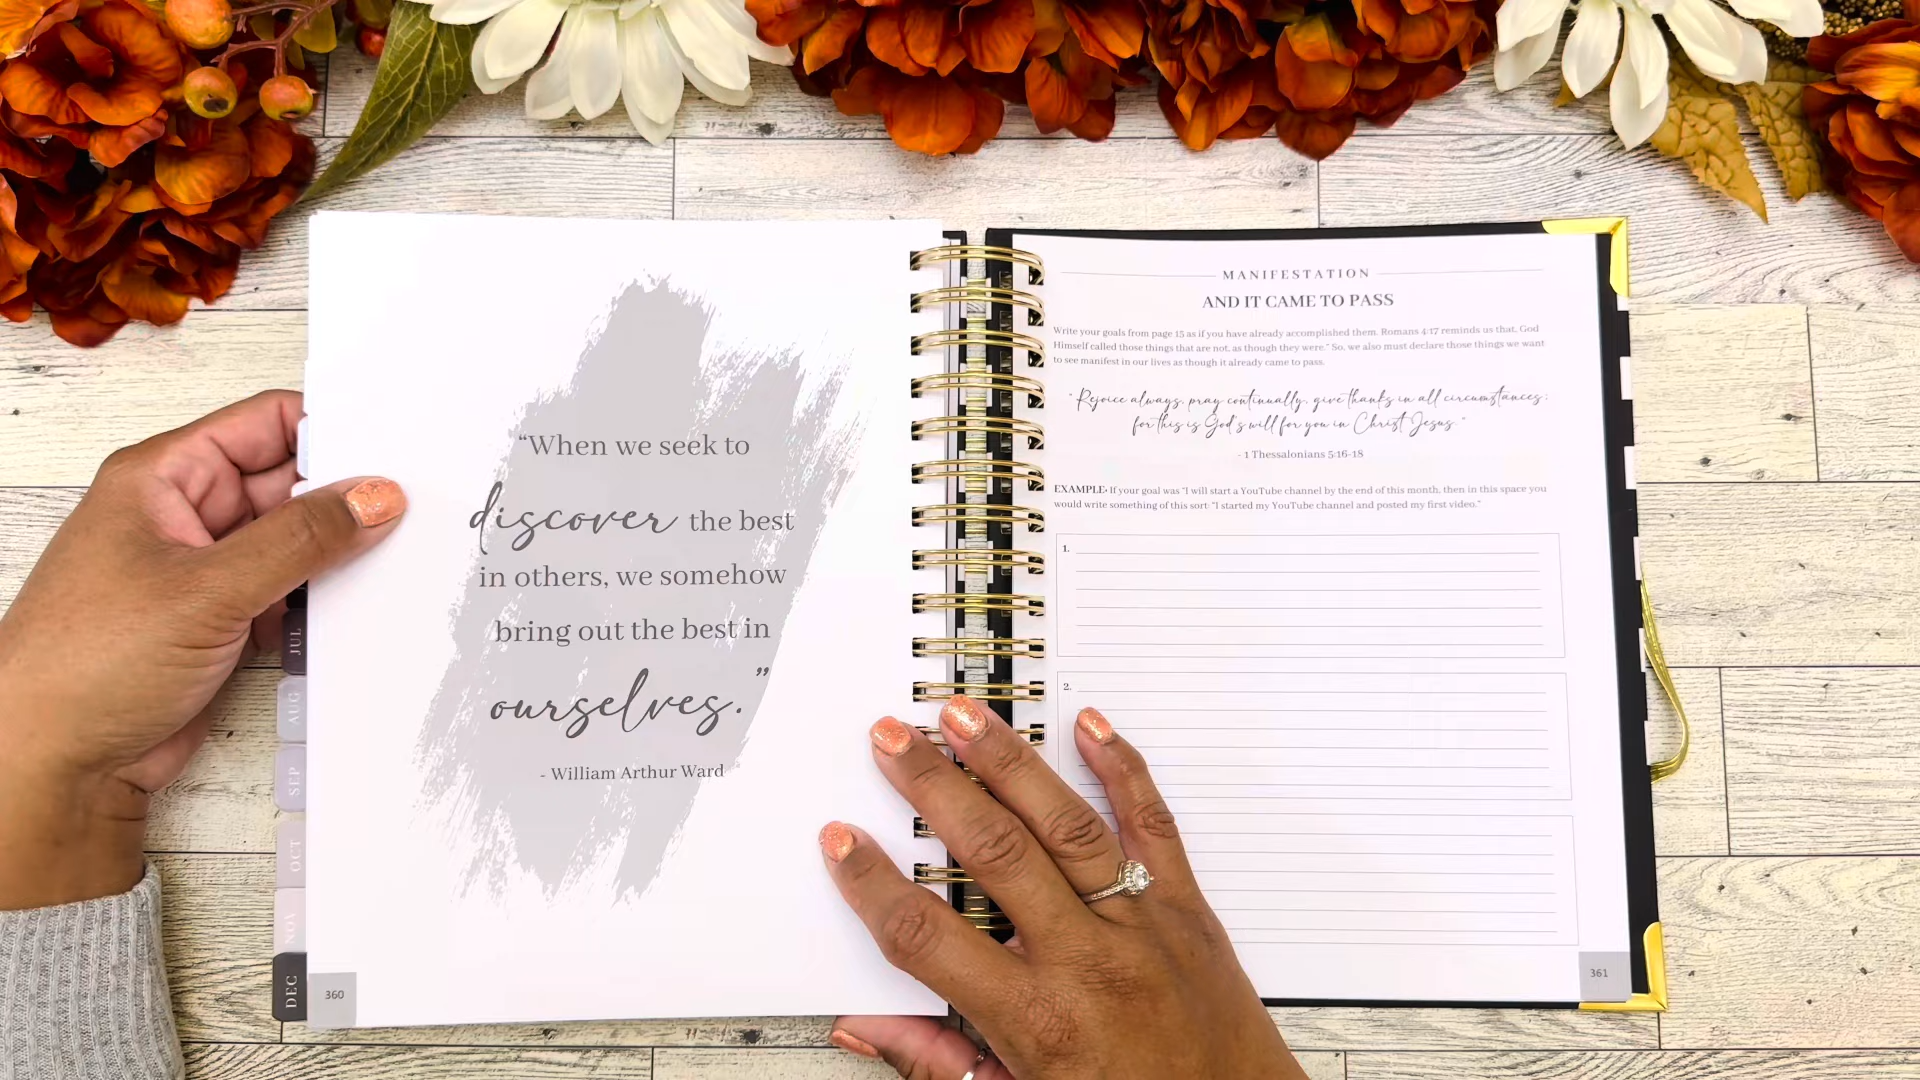 “When we seek to
discover the best
in others, we somehow
bring out the best in
ourselves.”
- William Arthur Ward
JUL
AUG
SEP
OCT
NOV
DEC
360
MANIFESTATION
AND IT CAME TO PASS
Write your goals from page 15 as if you have already accomplished them. Romans 4:17 reminds us that, God
Himself called those things that are not, as though they were.” So, we also must declare those things we want
to see manifest in our lives as though it already came to pass.
“Rejoice always, pray continually, give thanks in all circumstances;
for this is God's will for you in Christ Jesus.”
- 1 Thessalonians 5:16-18
EXAMPLE: If your goal was “I will start a YouTube channel by the end of this month, then in this space you
would write something of this sort: “I started my YouTube channel and posted my first video.”
1.
2.
361